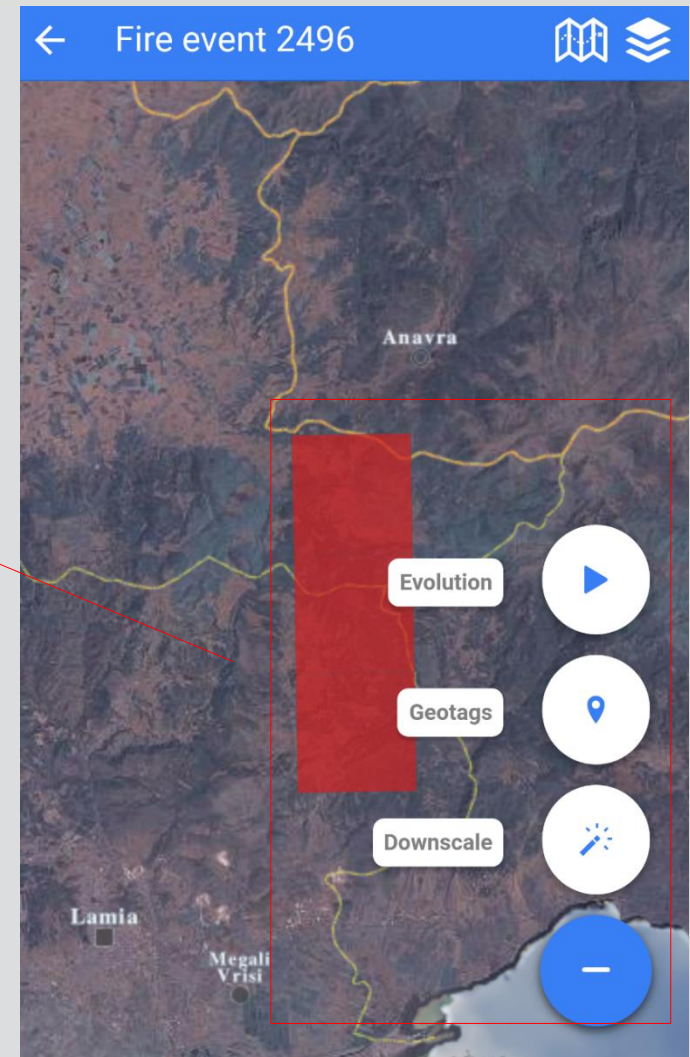 Fire event 2496
Anavra
Evolution
Geotags
Downscale
Lamia
Megali
Vrisi